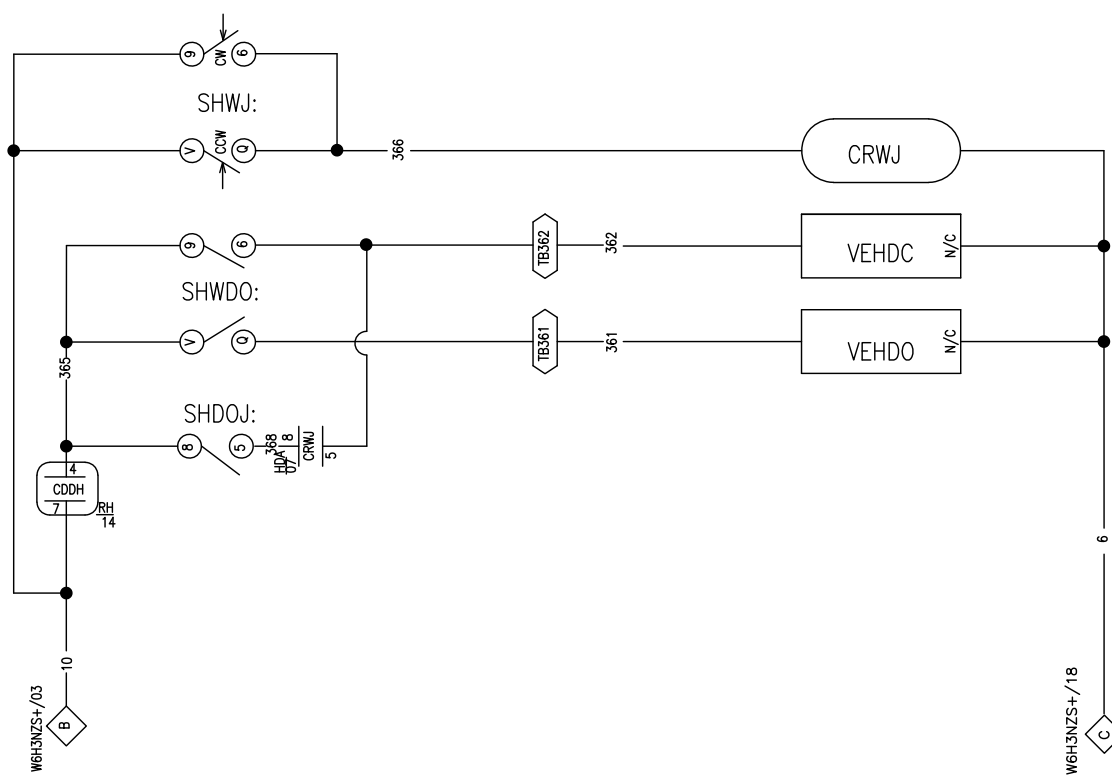 9
CW
6
SHWJ:
V
CCW
Q
366
CRWJ
9
6
TB362
362
VEHDC
N/C
SHWDO:
V
Q
TB361
361
VEHDO
N/C
365
SHDOJ:
8
5
368
HDA
07
8
CRWJ
5
4
CDDH
7
RH
14
6
10
W6H3NZS+/03
B
W6H3NZS+/18
C